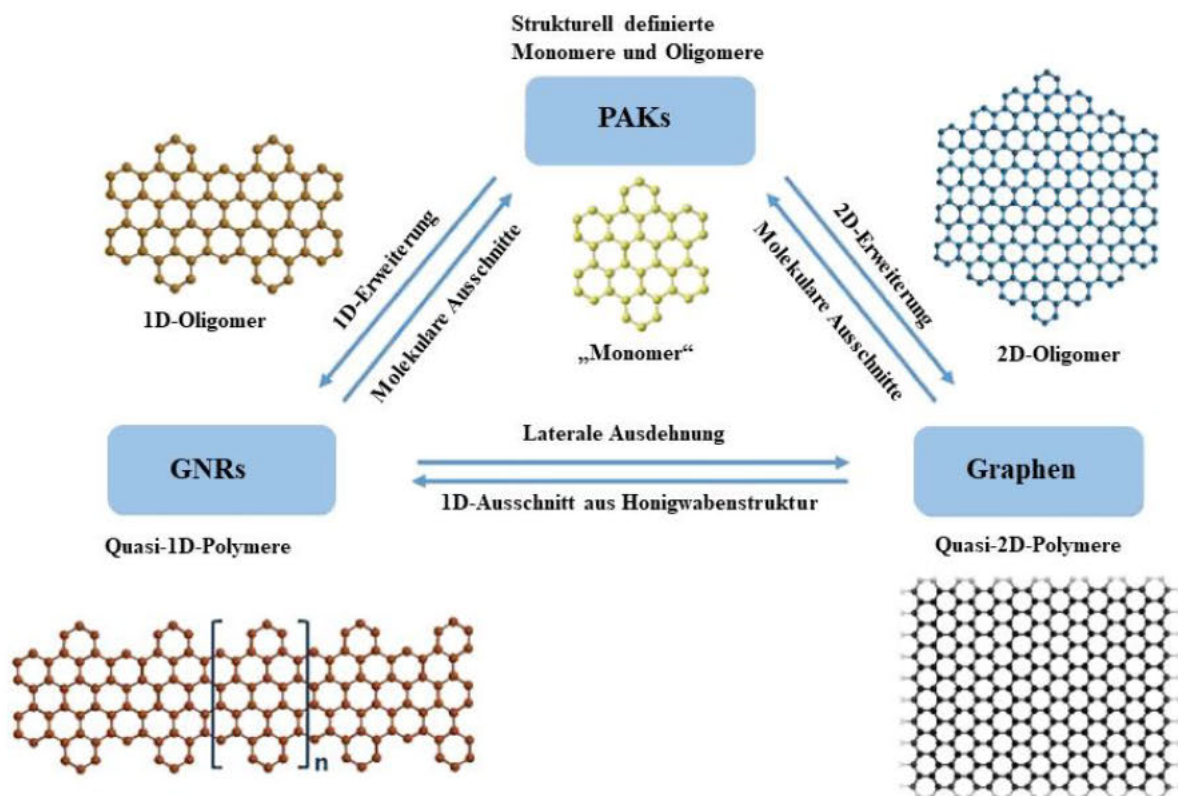 Strukturell definierte
Monomere und Oligomere
PAKs
1D-Erweiterung
Molekulare Ausschnitte
2D-Erweiterung
Molekulare Ausschnitte
1D-Oligomer
„Monomer“
2D-Oligomer
GNRs
Laterale Ausdehnung
1D-Ausschnitt aus Honigwabenstruktur
Graphen
Quasi-1D-Polymere
Quasi-2D-Polymere
n